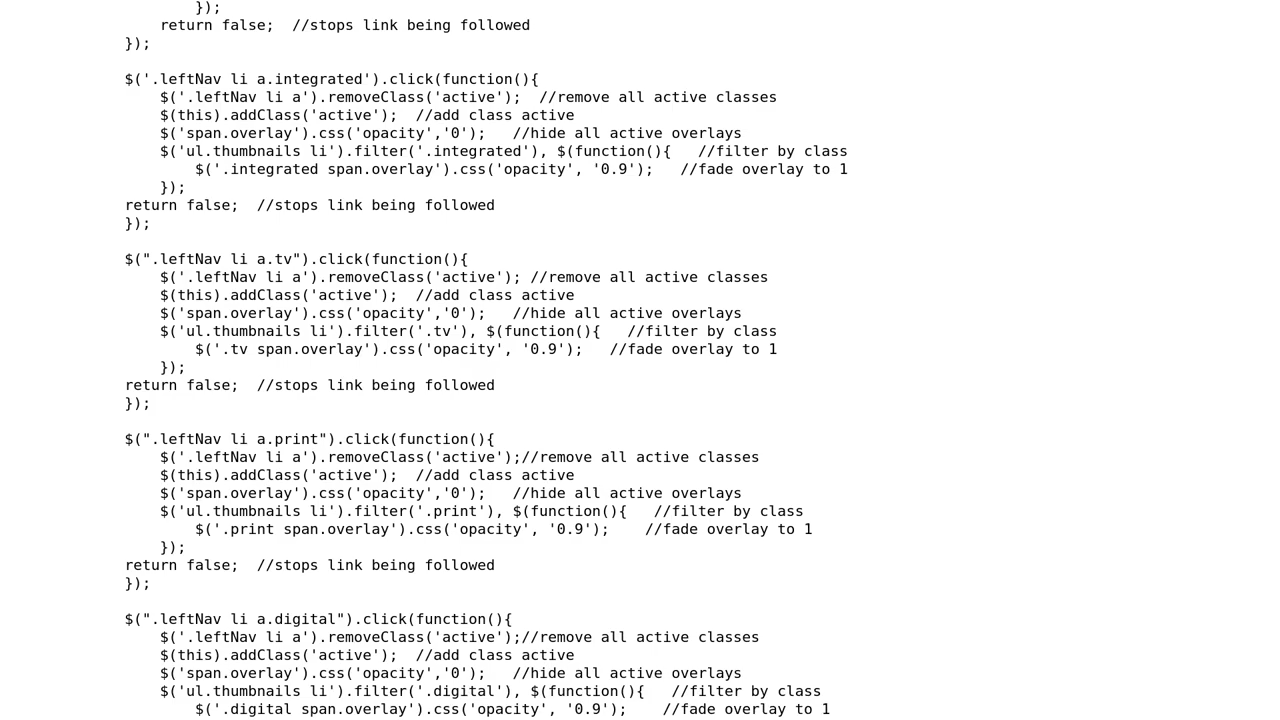 });
return false;  //stops link being followed
});
$('.leftNav li a.integrated').click(function(){
$('.leftNav li a').removeClass('active');  //remove all active classes
$(this).addClass('active');  //add class active
$('span.overlay').css('opacity','0');   //hide all active overlays
$('ul.thumbnails li').filter('.integrated'), $(function(){   //filter by class
$('.integrated span.overlay').css('opacity', '0.9');   //fade overlay to 1
});
return false;  //stops link being followed
});
$(".leftNav li a.tv").click(function(){
$('.leftNav li a').removeClass('active'); //remove all active classes
$(this).addClass('active');  //add class active
$('span.overlay').css('opacity','0');   //hide all active overlays
$('ul.thumbnails li').filter('.tv'), $(function(){   //filter by class
$('.tv span.overlay').css('opacity', '0.9');   //fade overlay to 1
});
return false;  //stops link being followed
});
$(".leftNav li a.print").click(function(){
$('.leftNav li a').removeClass('active');//remove all active classes
$(this).addClass('active');  //add class active
$('span.overlay').css('opacity','0');   //hide all active overlays
$('ul.thumbnails li').filter('.print'), $(function(){   //filter by class
$('.print span.overlay').css('opacity', '0.9');    //fade overlay to 1
});
return false;  //stops link being followed
});
$(".leftNav li a.digital").click(function(){
$('.leftNav li a').removeClass('active');//remove all active classes
$(this).addClass('active');  //add class active
$('span.overlay').css('opacity','0');   //hide all active overlays
$('ul.thumbnails li').filter('.digital'), $(function(){   //filter by class
$('.digital span.overlay').css('opacity', '0.9');    //fade overlay to 1